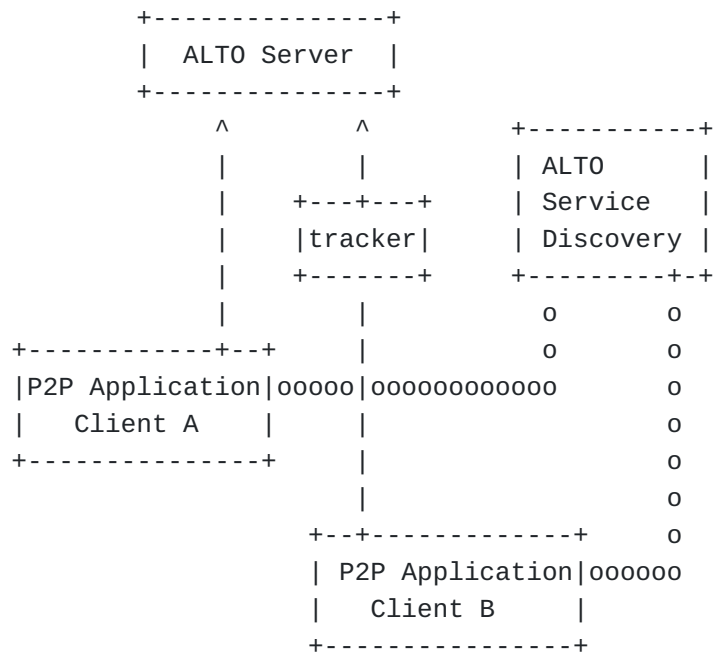 ALTO Server
ALTO
Service
tracker
Discovery
P2P Application
Client A
P2P Application
Client B